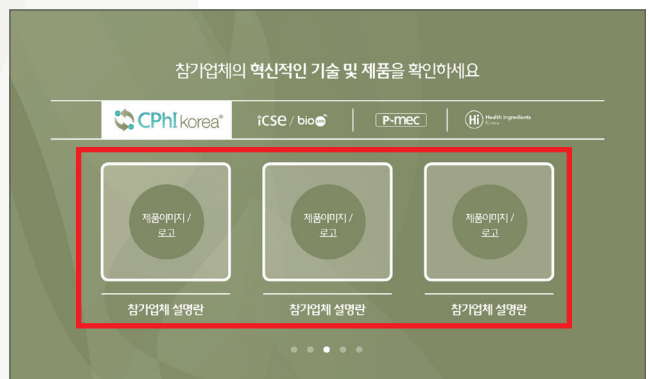 참가업체의 혁신적인 기술 및 제품을 확인하세요
CPhI korea® iCSe / bio P-mec Hi Health Ingredients Korea
제품이미지 / 제품이미지 / 제품이미지 /
로고 로고 로고
참가업체 설명란 참가업체 설명란 참가업체 설명란